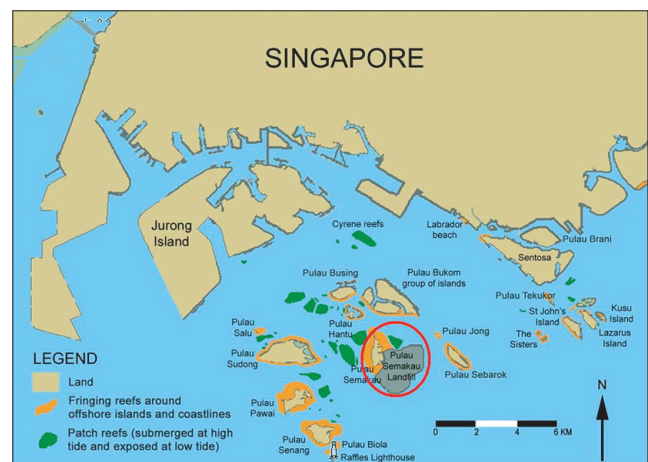 SINGAPORE
Jurong
Island
Cyrene reefs
Labrador
beach
Pulau Brani
Sentosa
Pulau Busing
Pulau Bukom
group of islands
Pulau Tekukor
St John's
Island
Kusu
Island
Lazarus
Island
The
Sisters
Pulau
Salu
Pulau
Hantu
Pulau Jong
Pulau
Sudong
Pulau
Semakau
Pulau
Semakau
Landfill
Pulau Sebarok
Pulau
Pawai
Pulau
Senang
Pulau Biola
Raffles Lighthouse
LEGEND
Land
Fringing reefs around
offshore islands and coastlines
Patch reefs (submerged at high
tide and exposed at low tide)
N
0 2 4 6 KM